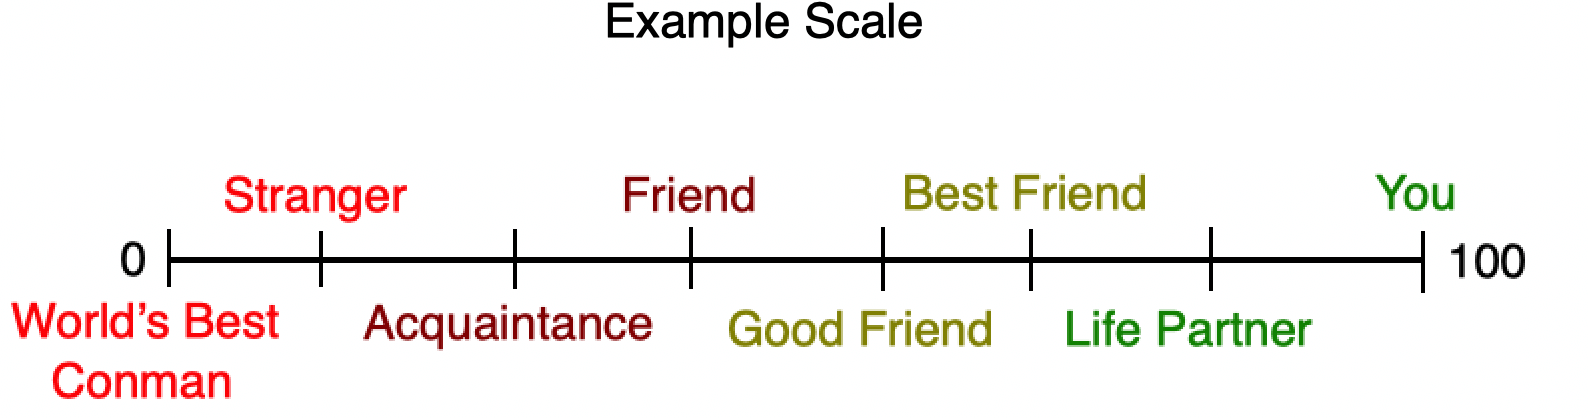 Example Scale
Stranger
Friend
Best Friend
You
0
100
World's Best
Conman
Acquaintance
Good Friend
Life Partner